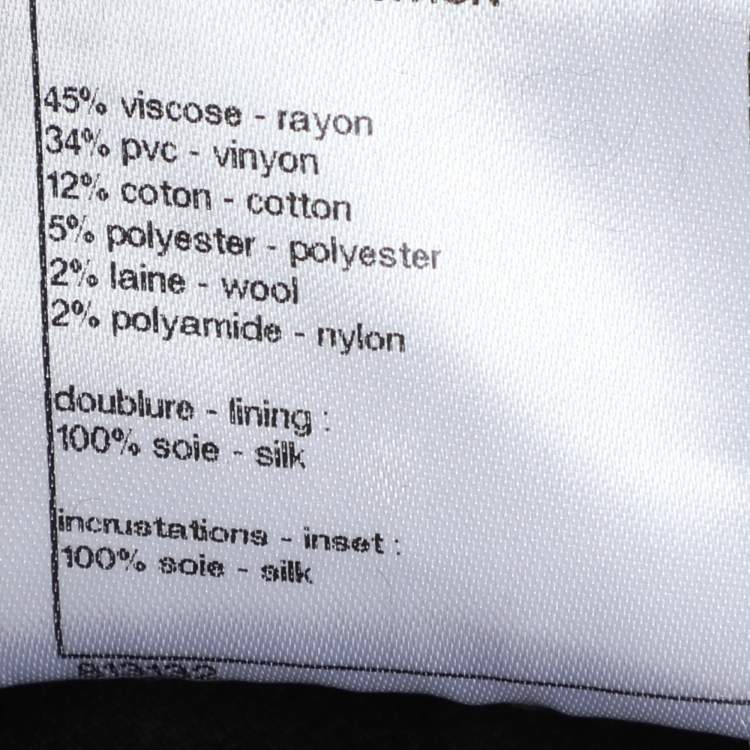 45% viscose - rayon
34% pvc - vinyon
12% coton - cotton
5% polyester - polyester
2% laine - wool
2% polyamide - nylon
doublure - lining :
100% soie - silk
incrustations - inset :
100% soie - silk